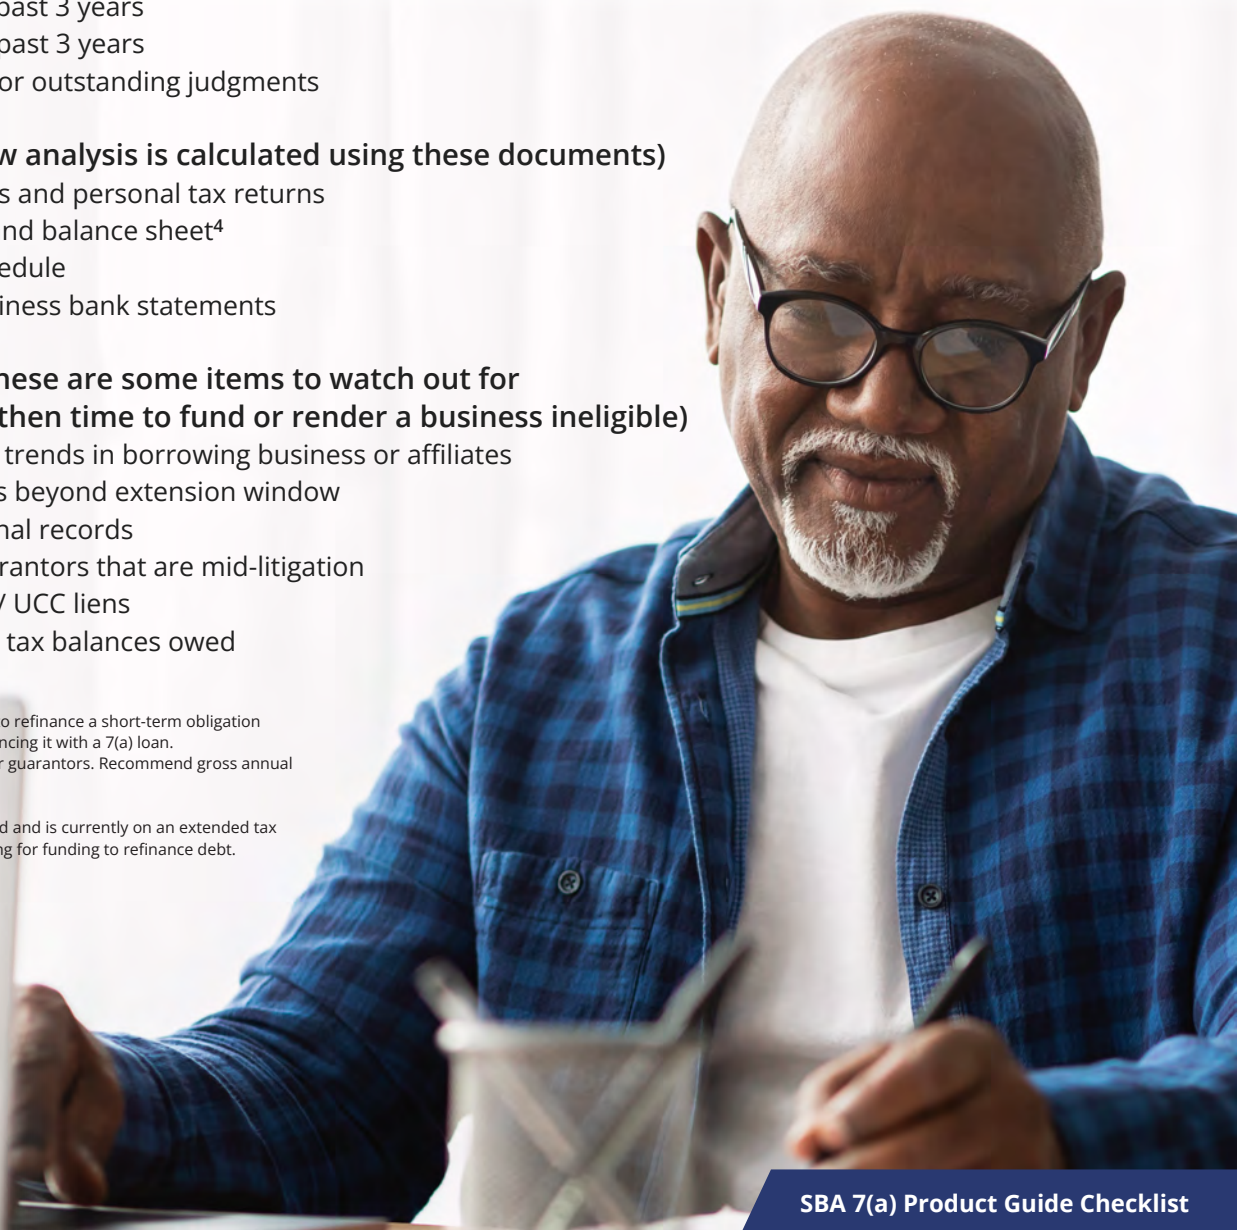 past 3 years
past 3 years
or outstanding judgments
w analysis is calculated using these documents)
s and personal tax returns
nd balance sheet⁴
edule
iness bank statements
hese are some items to watch out for
then time to fund or render a business ineligible)
trends in borrowing business or affiliates
s beyond extension window
nal records
rantors that are mid-litigation
/ UCC liens
tax balances owed
o refinance a short-term obligation
ncing it with a 7(a) loan.
r guarantors. Recommend gross annual
d and is currently on an extended tax
ng for funding to refinance debt.
SBA 7(a) Product Guide Checklist